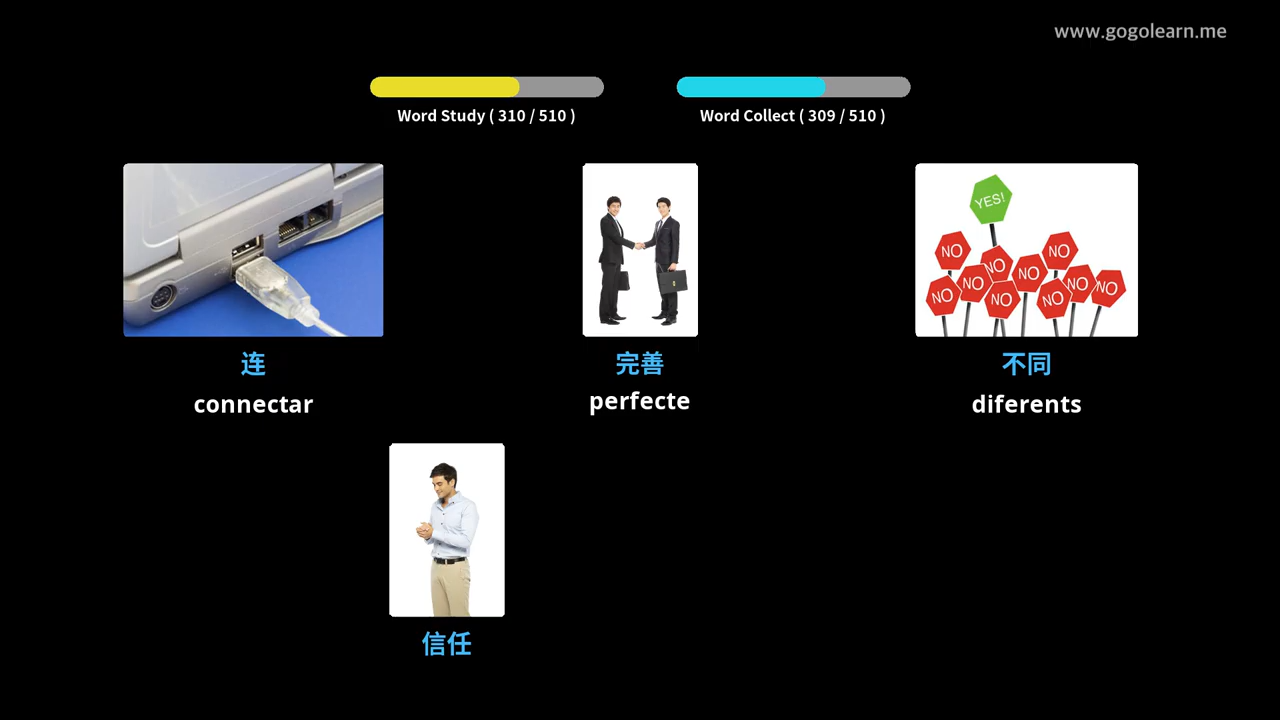 www.gogolearn.me
Word Study ( 310 / 510 )
Word Collect ( 309 / 510 )
YES!
NO
NO
NO
NO
NO
NO
NO
NO
NO
NO
连
完善
不同
connectar
perfecte
diferents
信任